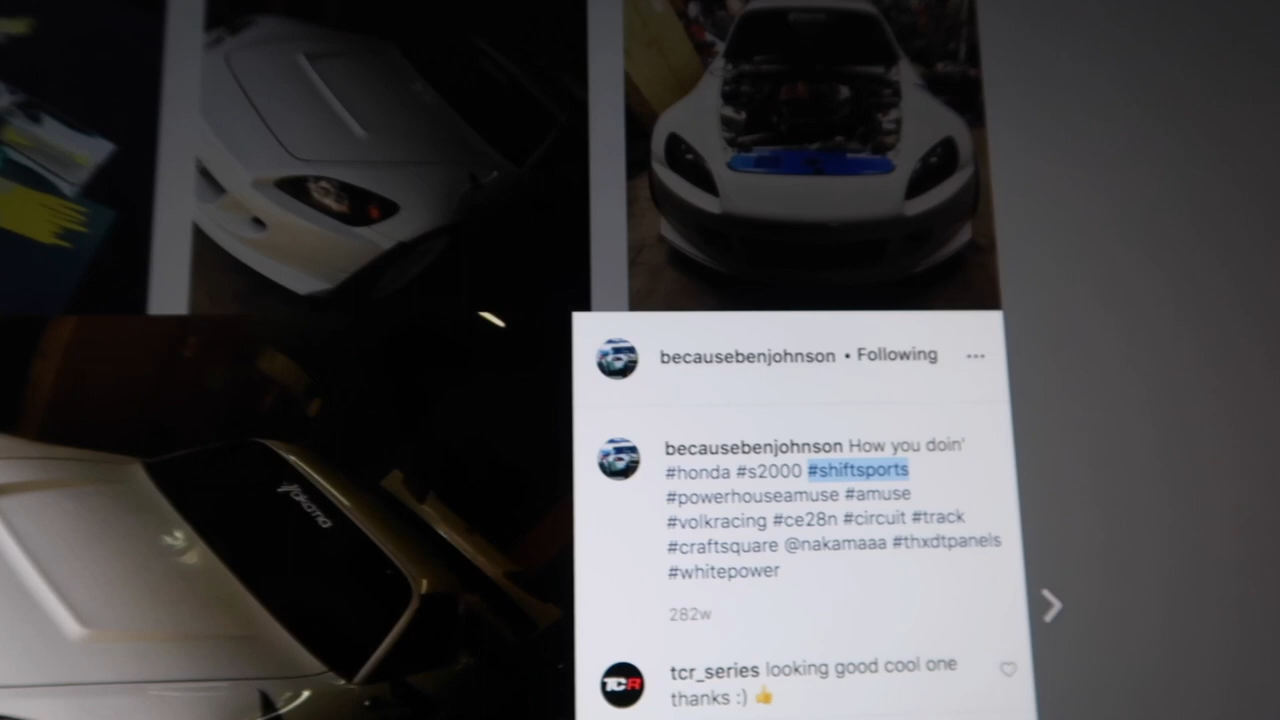 becausebenjohnson • Following
becausebenjohnson How you doin'
#honda #s2000 #shiftsports
#powerhouseamuse #amuse
#volkracing #ce28n #circuit #track
#craftsquare @nakamaaa #thxdtpanels
#whitepower
282w
TCR
tcr_series looking good cool one
thanks :) 👍